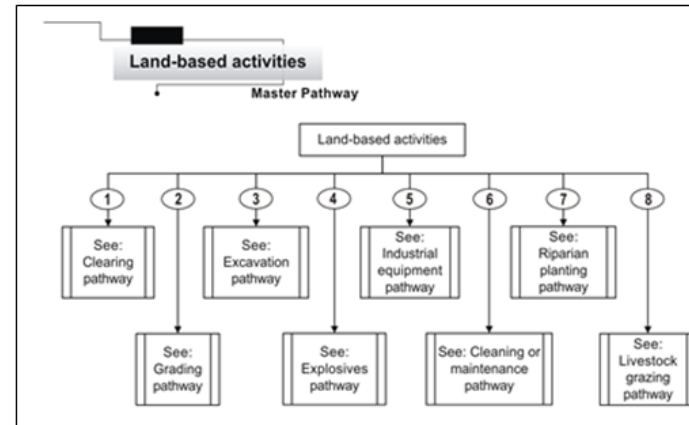 Land-based activities
Master Pathway
Land-based activities
1
2
3
4
5
6
7
8
See:
Clearing
pathway
See:
Excavation
pathway
See:
Industrial
equipment
pathway
See:
Riparian
planting
pathway
See:
Grading
pathway
See:
Explosives
pathway
See: Cleaning or
maintenance
pathway
See:
Livestock
grazing
pathway